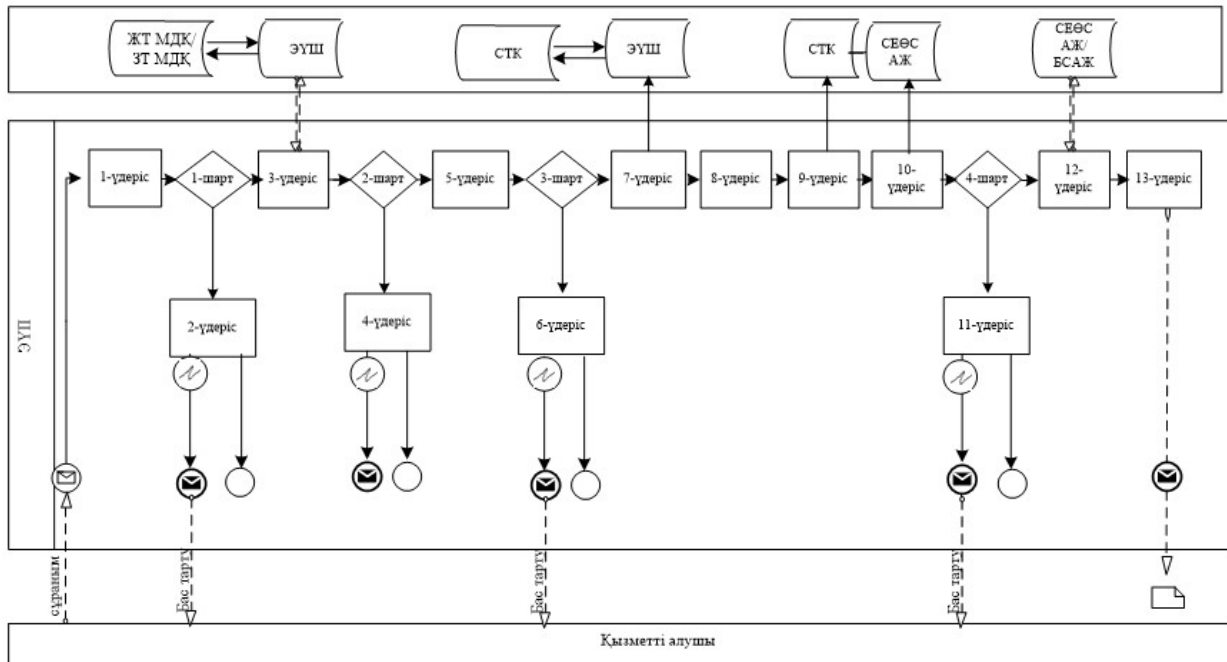 ЖТ МДҚ/
ЗТ МДҚ
ЭҮШ
СТК
ЭҮШ
СТК
СЕӨС
АЖ
СЕӨС
АЖ/
БСАЖ
ЭҮП
1-үдеріс
1-шарт
3-үдеріс
2-шарт
5-үдеріс
3-шарт
7-үдеріс
8-үдеріс
9-үдеріс
10-
үдеріс
4-шарт
12-
үдеріс
13-үдеріс
2-үдеріс
4-үдеріс
6-үдеріс
11-үдеріс
сұраным
Бас тарту
Бас тарту
Бас тарту
Қызметті алушы